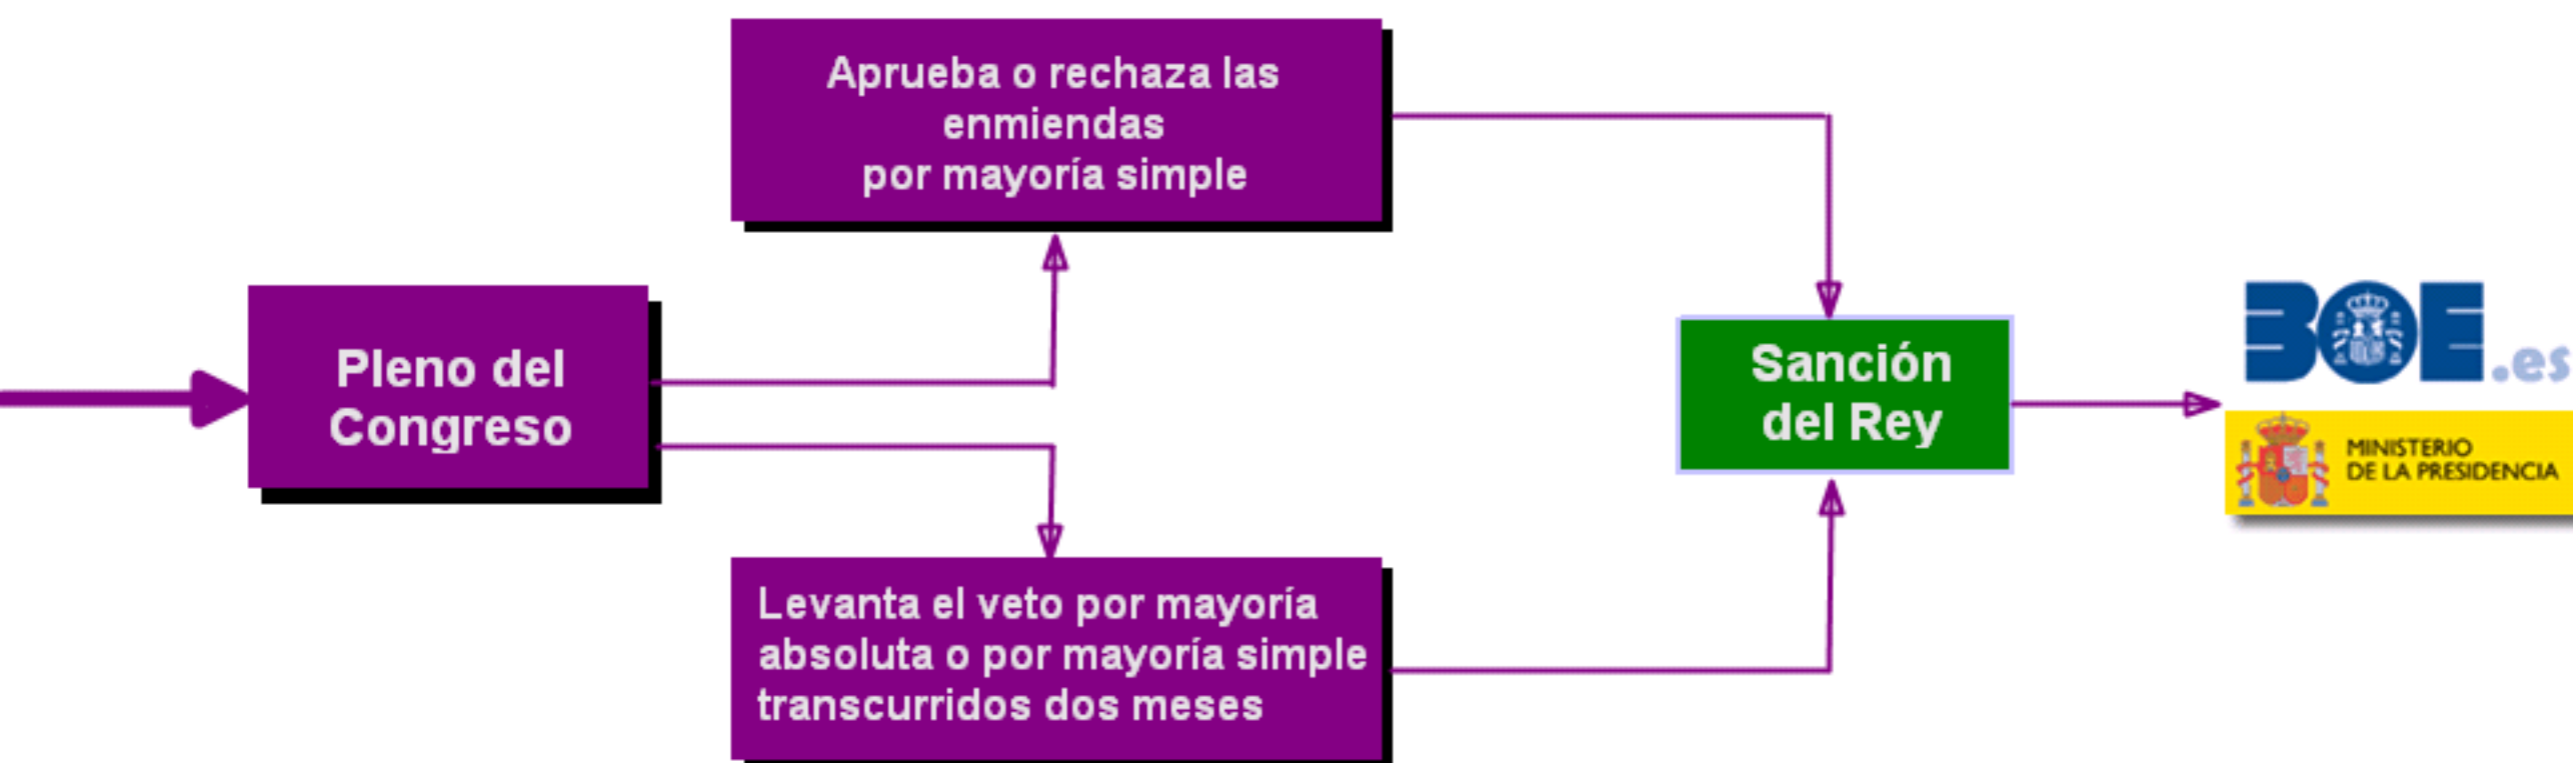 Aprueba o rechaza las
enmiendas
por mayoría simple
Pleno del
Congreso
Levanta el veto por mayoría
absoluta o por mayoría simple
transcurridos dos meses
Sanción
del Rey
BOE.es
MINISTERIO
DE LA PRESIDENCIA